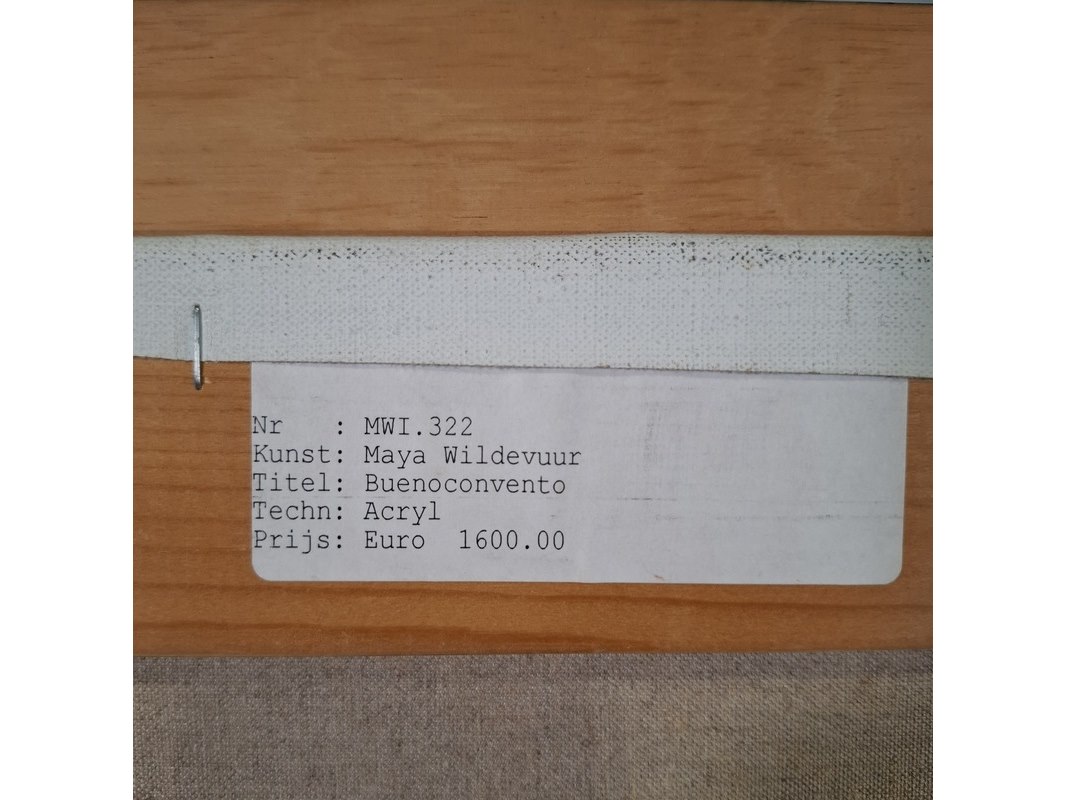 Nr   : MWI.322
Kunst: Maya Wildevuur
Titel: Buenoconvento
Techn: Acryl
Prijs: Euro  1600.00